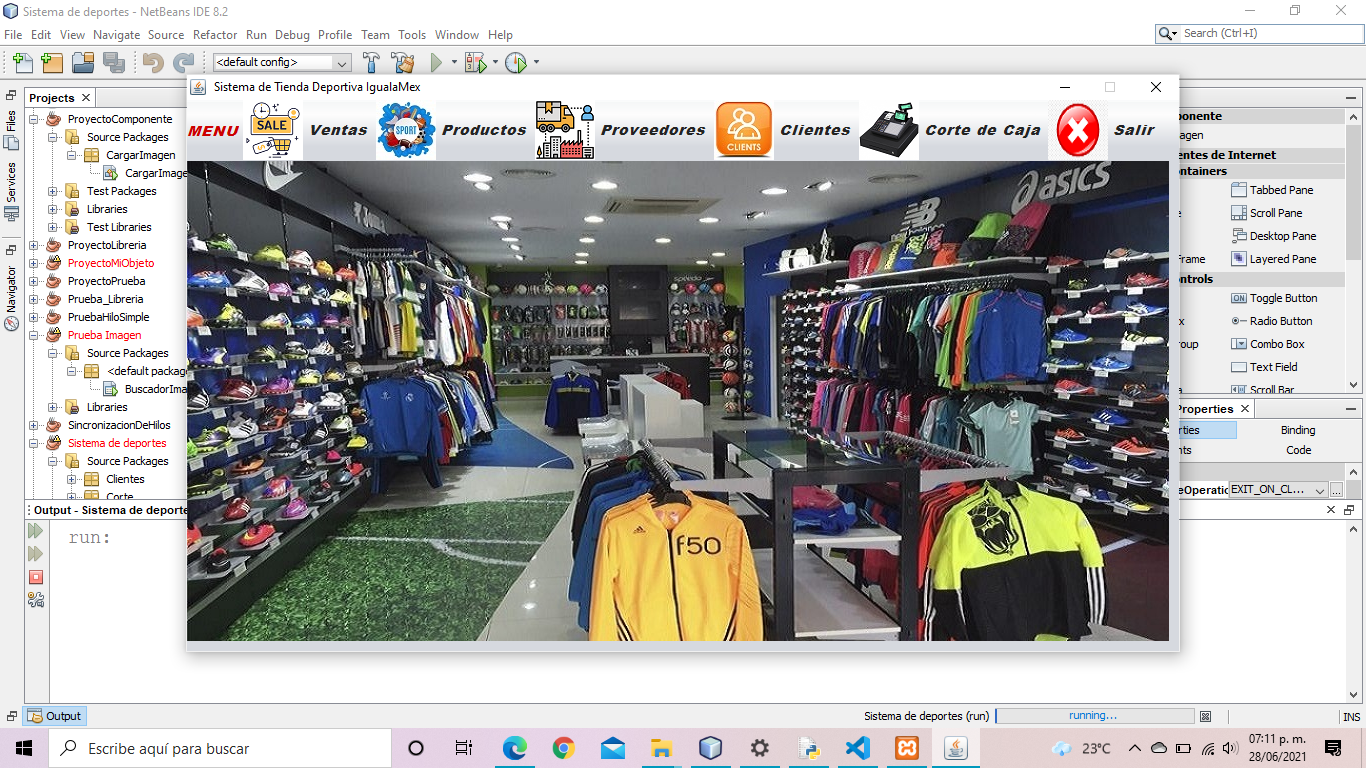 Sistema de deportes - NetBeans IDE 8.2
File Edit View Navigate Source Refactor Run Debug Profile Team Tools Window Help
Search (Ctrl+I)
<default config>
Projects
Files
Services
Navigator
ProyectoComponente
Source Packages
CargarImagen
CargarImage
Test Packages
Libraries
Test Libraries
ProyectoLibreria
ProyectoMiObjeto
ProyectoPrueba
Prueba_Libreria
PruebaHiloSimple
Prueba Imagen
Source Packages
<default package
BuscadorIma
Libraries
SincronizacionDeHilos
Sistema de deportes
Source Packages
Clientes
Corte
Sistema de Tienda Deportiva IgualaMex
MENU Ventas Productos Proveedores Clientes Corte de Caja Salir
SALE
SPORT
CLIENTS
asics
NB
speedo
f50
ponente
agen
entes de Internet
ontainers
Tabbed Pane
Scroll Pane
Desktop Pane
Frame Layered Pane
ontrols
Toggle Button
Radio Button
roup Combo Box
Text Field
Scroll Bar
Properties
rties Binding
nts Code
eOperatic EXIT_ON_CL... ...
Output - Sistema de deporte
run:
Output
Sistema de deportes (run) running... INS
Escribe aquí para buscar
23°C
07:11 p. m.
28/06/2021